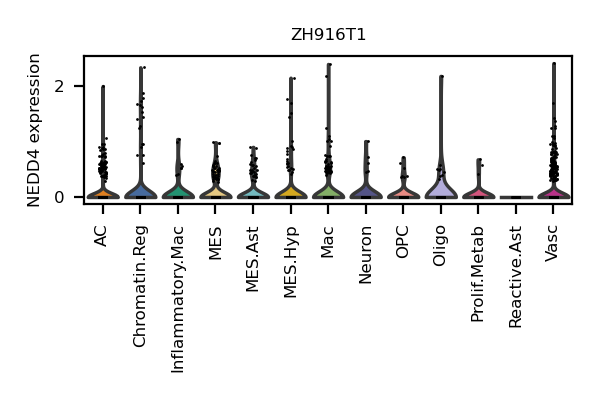 ZH916T1
NEDD4 expression
2
0
AC
Chromatin.Reg
Inflammatory.Mac
MES
MES.Ast
MES.Hyp
Mac
Neuron
OPC
Oligo
Prolif.Metab
Reactive.Ast
Vasc